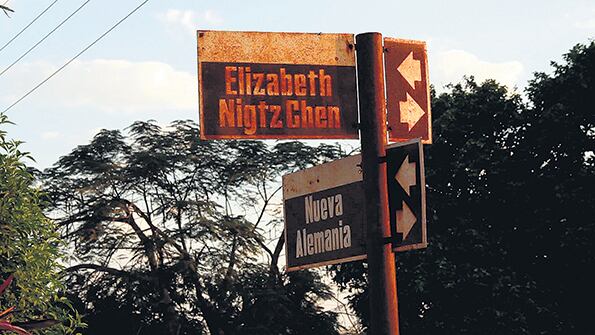 Elizabeth
Nigtz Chen
Nueva
Alemania